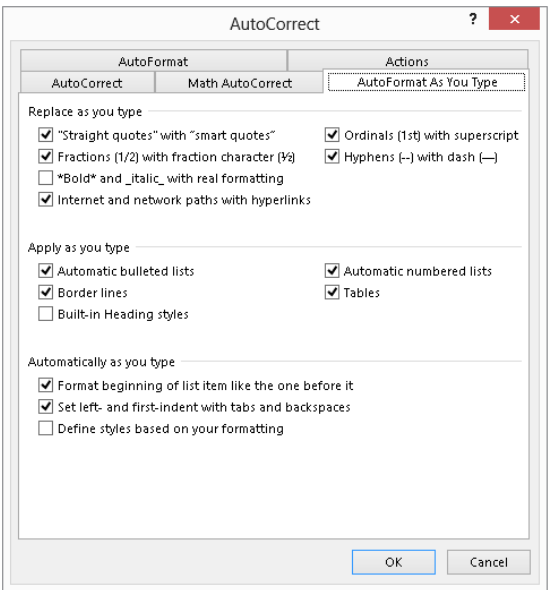 AutoCorrect
?
AutoFormat Actions
AutoCorrect Math AutoCorrect AutoFormat As You Type
Replace as you type
"Straight quotes" with “smart quotes” Ordinals (1st) with superscript
Fractions (1/2) with fraction character (½) Hyphens (--) with dash (—)
*Bold* and _italic_ with real formatting
Internet and network paths with hyperlinks
Apply as you type
Automatic bulleted lists Automatic numbered lists
Border lines Tables
Built-in Heading styles
Automatically as you type
Format beginning of list item like the one before it
Set left- and first-indent with tabs and backspaces
Define styles based on your formatting
OK Cancel